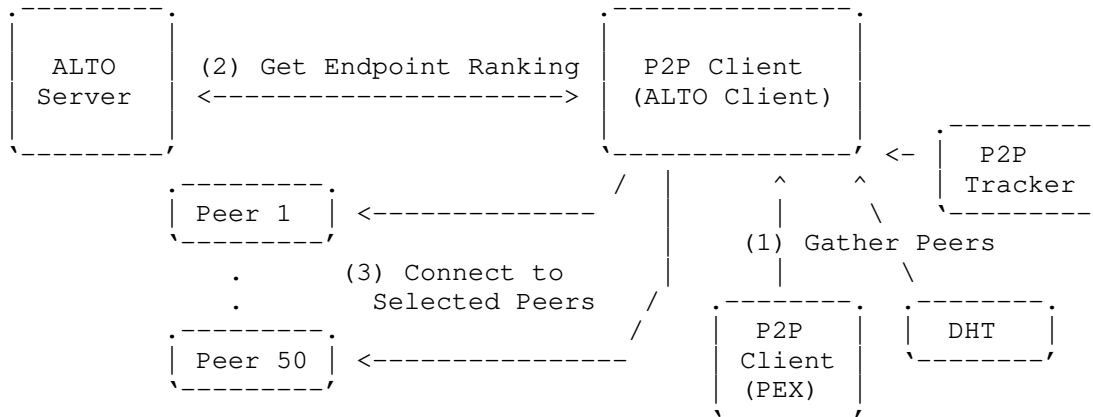 ALTO (2) Get Endpoint Ranking P2P Client
Server <----------------------> (ALTO Client)
<- P2P
Tracker
Peer 1 <--------------
(1) Gather Peers
. (3) Connect to
. Selected Peers
P2P DHT
Peer 50 <---------------- Client
(PEX)